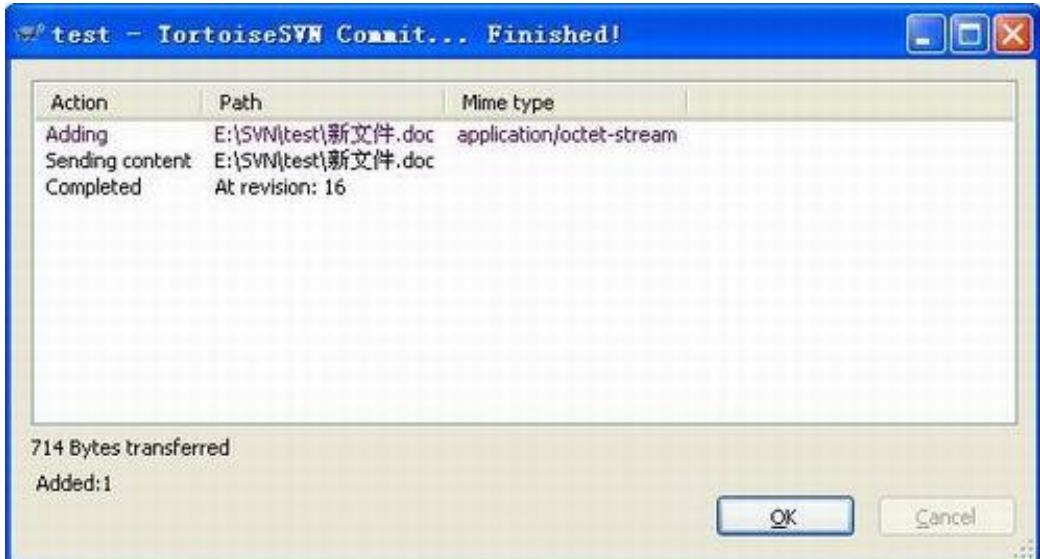 test - TortoiseSVN Commit... Finished!
Action Path Mime type
Adding E:\SVN\test\新文件.doc application/octet-stream
Sending content E:\SVN\test\新文件.doc
Completed At revision: 16
714 Bytes transferred
Added:1
OK Cancel